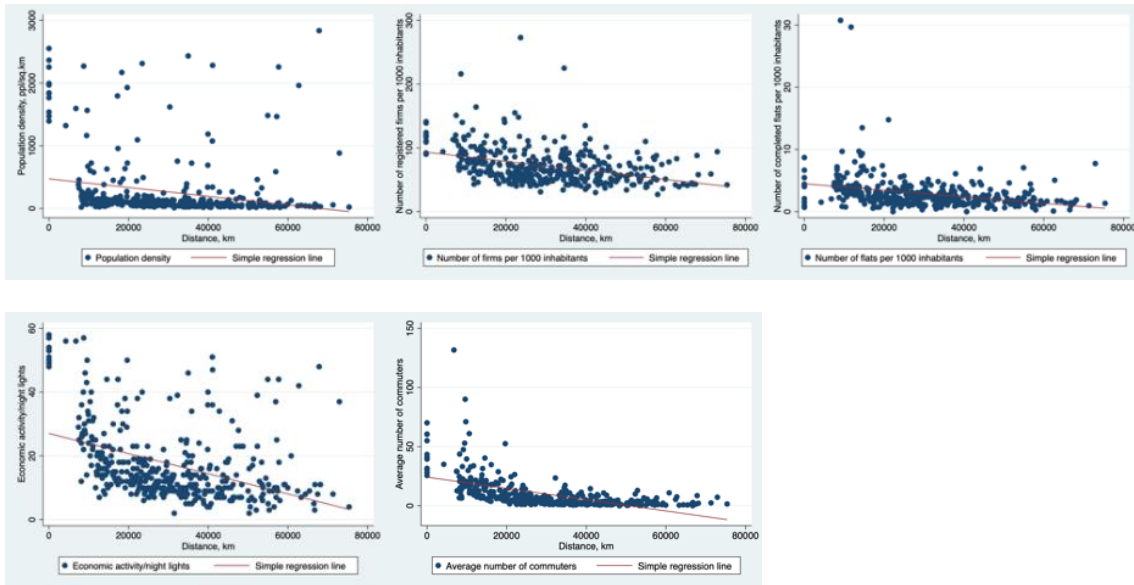 Population density, ppl/sq.km
3000
2000
1000
0
0 20000 40000 60000 80000
Distance, km
Population density Simple regression line
Number of registered firms per 1000 inhabitants
300
200
100
0
0 20000 40000 60000 80000
Distance, km
Number of firms per 1000 inhabitants Simple regression line
Number of completed flats per 1000 inhabitants
30
20
10
0
0 20000 40000 60000 80000
Distance, km
Number of flats per 1000 inhabitants Simple regression line
Economic activity/night lights
60
40
20
0
0 20000 40000 60000 80000
Distance, km
Economic activity/night lights Simple regression line
Average number of commuters
150
100
50
0
0 20000 40000 60000 80000
Distance, km
Average number of commuters Simple regression line